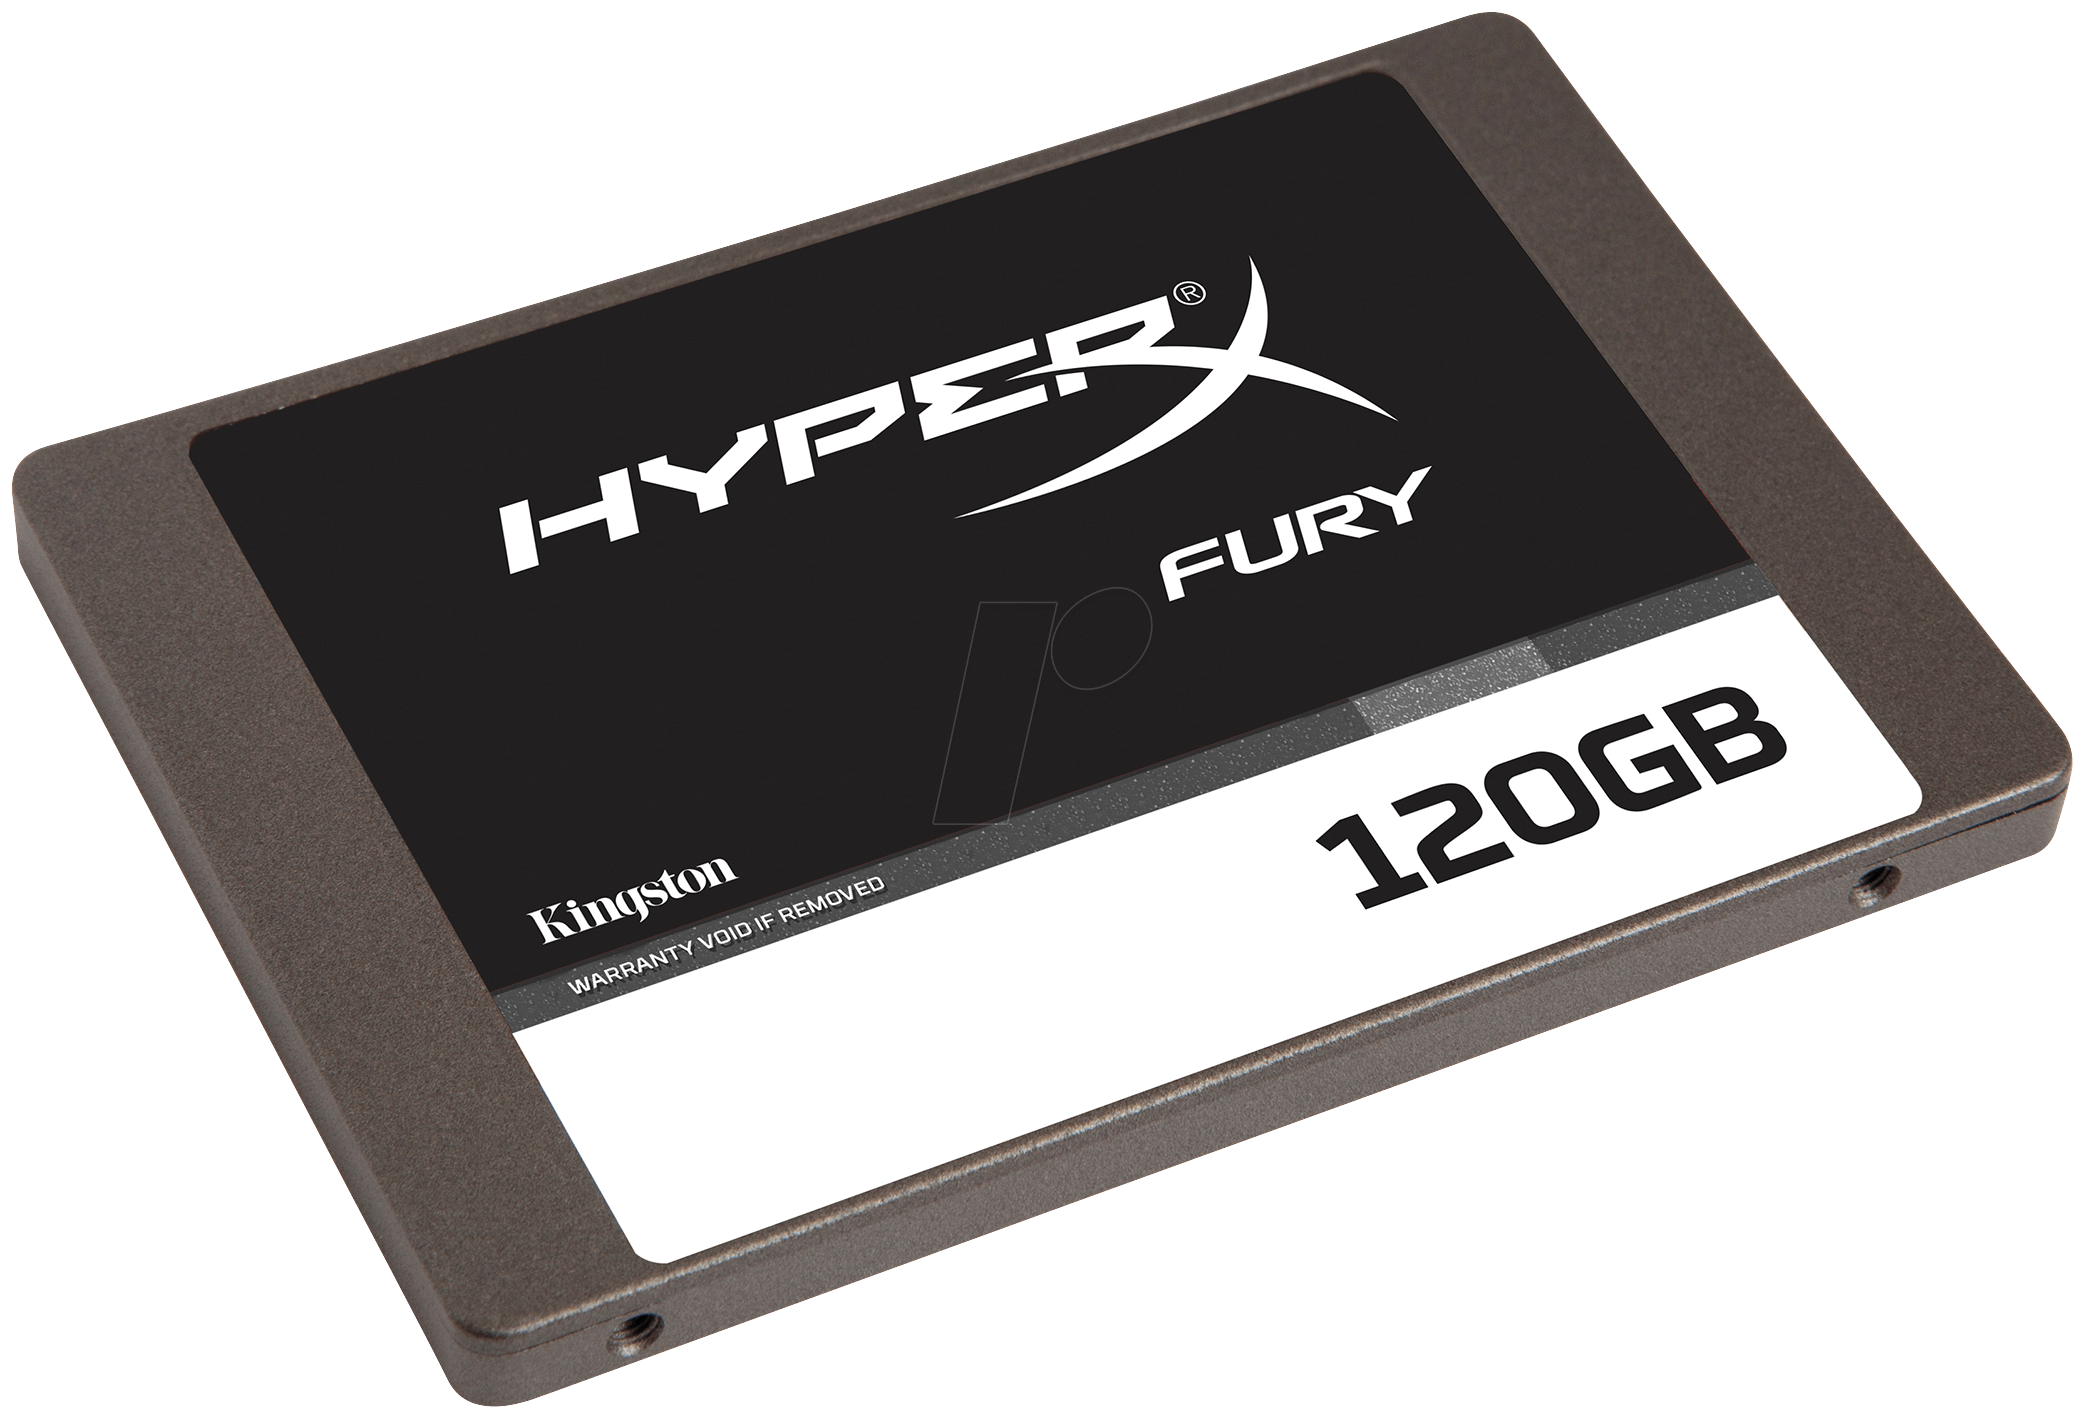 HYPERX®
FURY
Kingston
WARRANTY VOID IF REMOVED
120GB